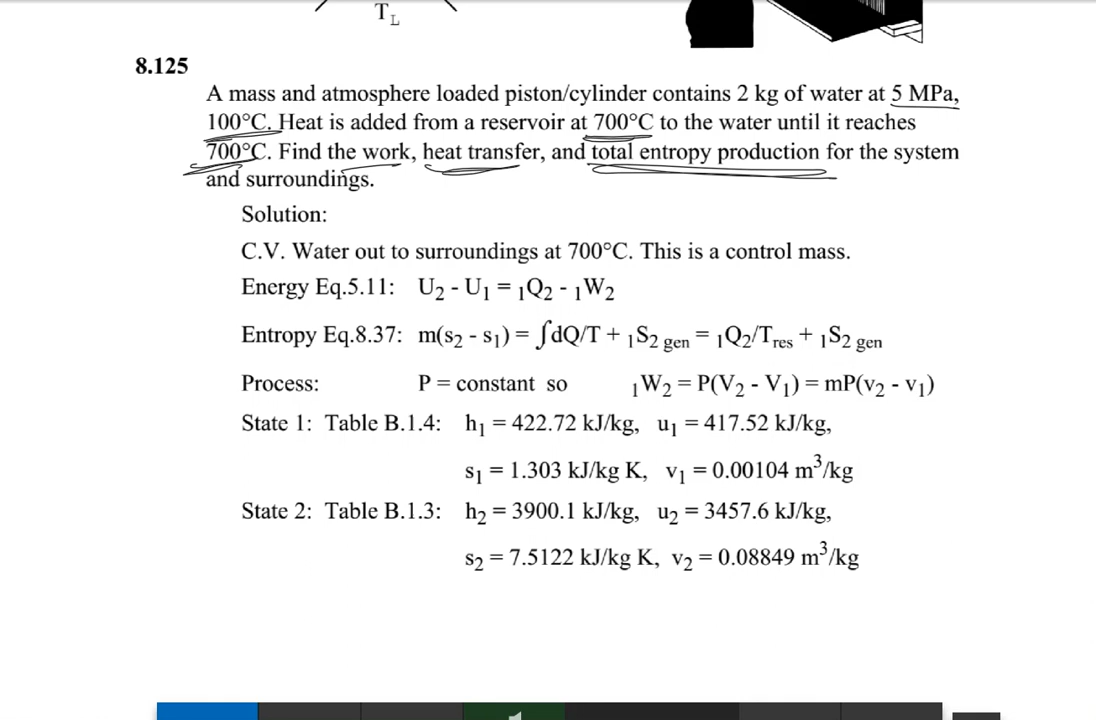 T_L
8.125
A mass and atmosphere loaded piston/cylinder contains 2 kg of water at 5 MPa,
100°C. Heat is added from a reservoir at 700°C to the water until it reaches
700°C. Find the work, heat transfer, and total entropy production for the system
and surroundings.
Solution:
C.V. Water out to surroundings at 700°C. This is a control mass.
Energy Eq.5.11: U₂ - U₁ = ₁Q₂ - ₁W₂
Entropy Eq.8.37: m(s₂ - s₁) = ∫dQ/T + ₁S₂ gen = ₁Q₂/T_res + ₁S₂ gen
Process: P = constant so ₁W₂ = P(V₂ - V₁) = mP(v₂ - v₁)
State 1: Table B.1.4: h₁ = 422.72 kJ/kg, u₁ = 417.52 kJ/kg,
s₁ = 1.303 kJ/kg K, v₁ = 0.00104 m³/kg
State 2: Table B.1.3: h₂ = 3900.1 kJ/kg, u₂ = 3457.6 kJ/kg,
s₂ = 7.5122 kJ/kg K, v₂ = 0.08849 m³/kg